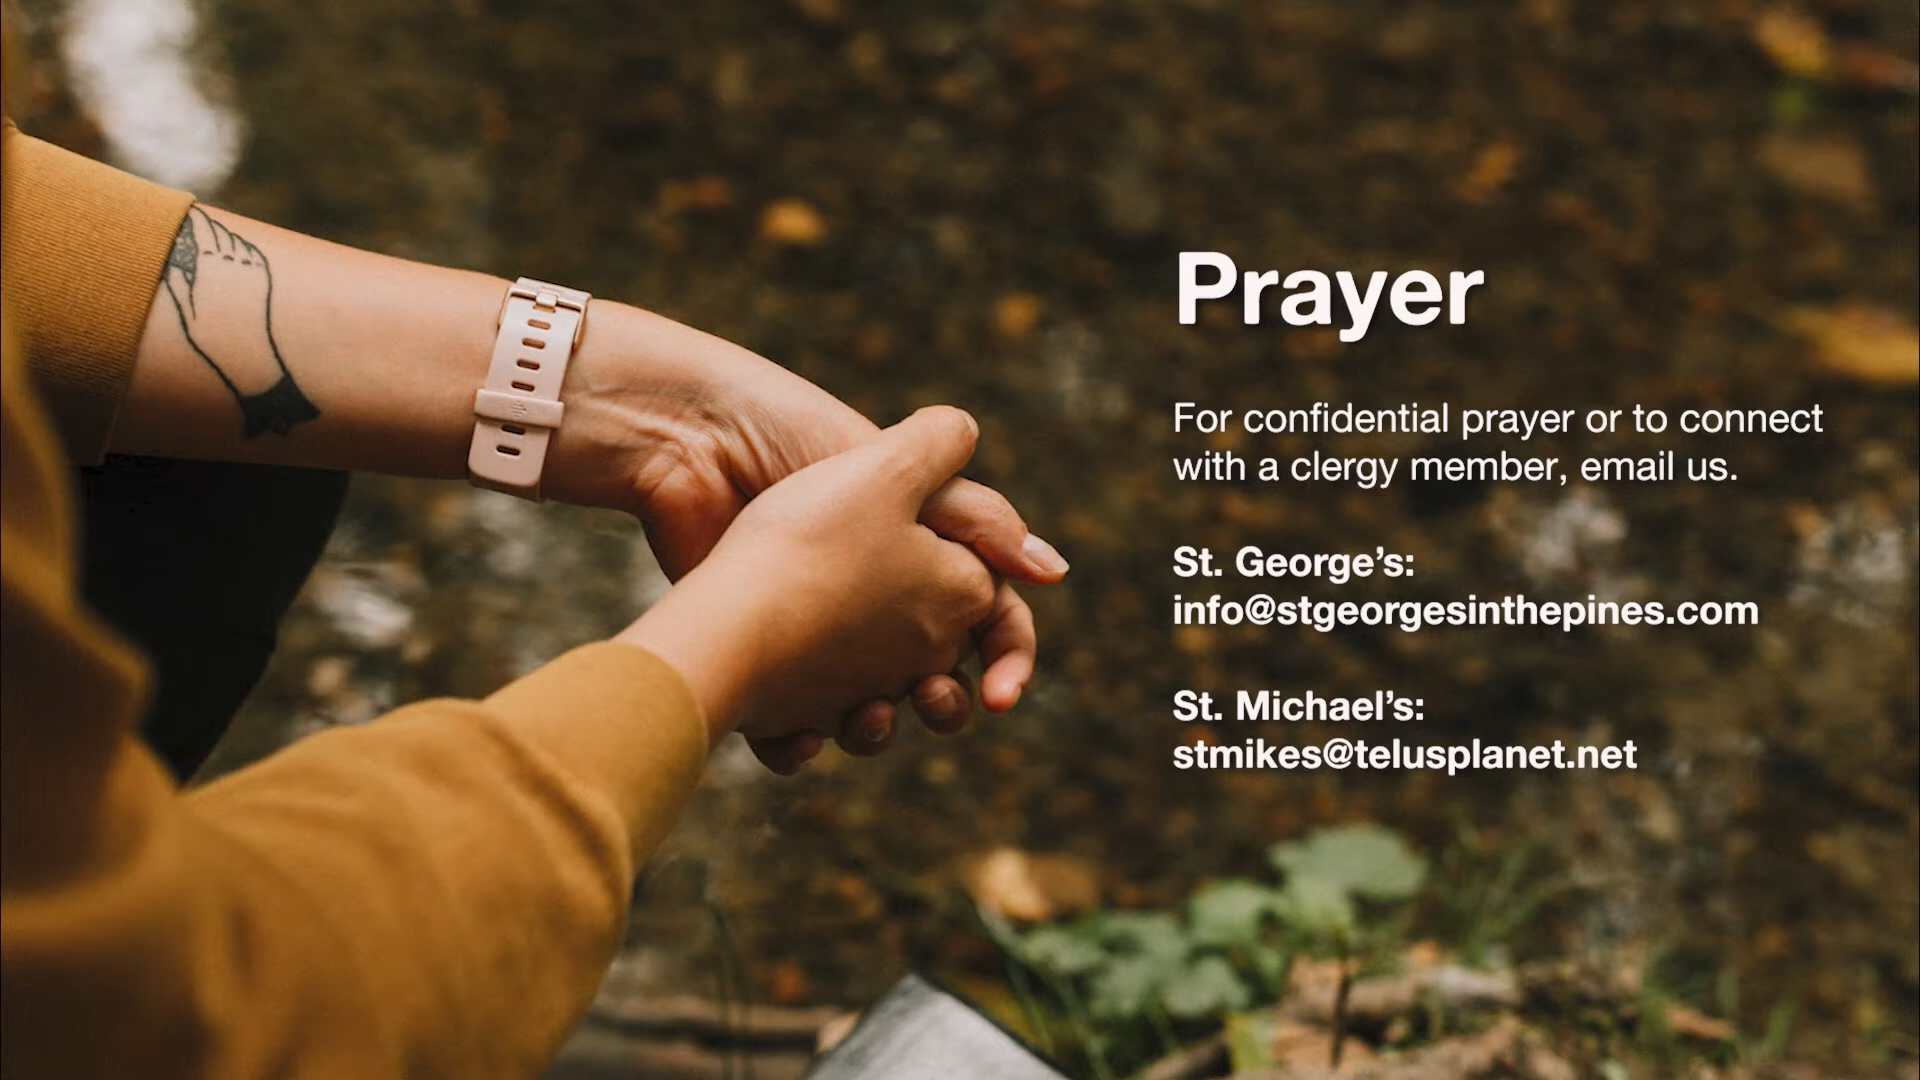 Prayer
For confidential prayer or to connect
with a clergy member, email us.
St. George’s:
info@stgeorgesinthepines.com
St. Michael’s:
stmikes@telusplanet.net